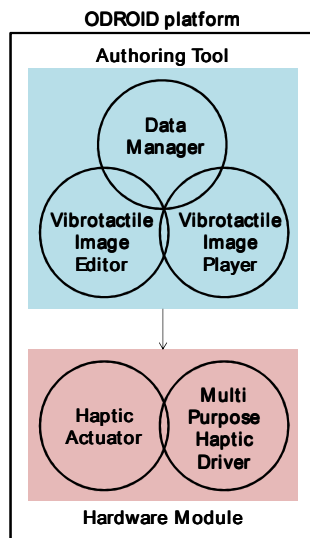 ODROID platform
Authoring Tool
Data
Manager
Vibrotactile
Image
Editor
Vibrotactile
Image
Player
Haptic
Actuator
Multi
Purpose
Haptic
Driver
Hardware Module